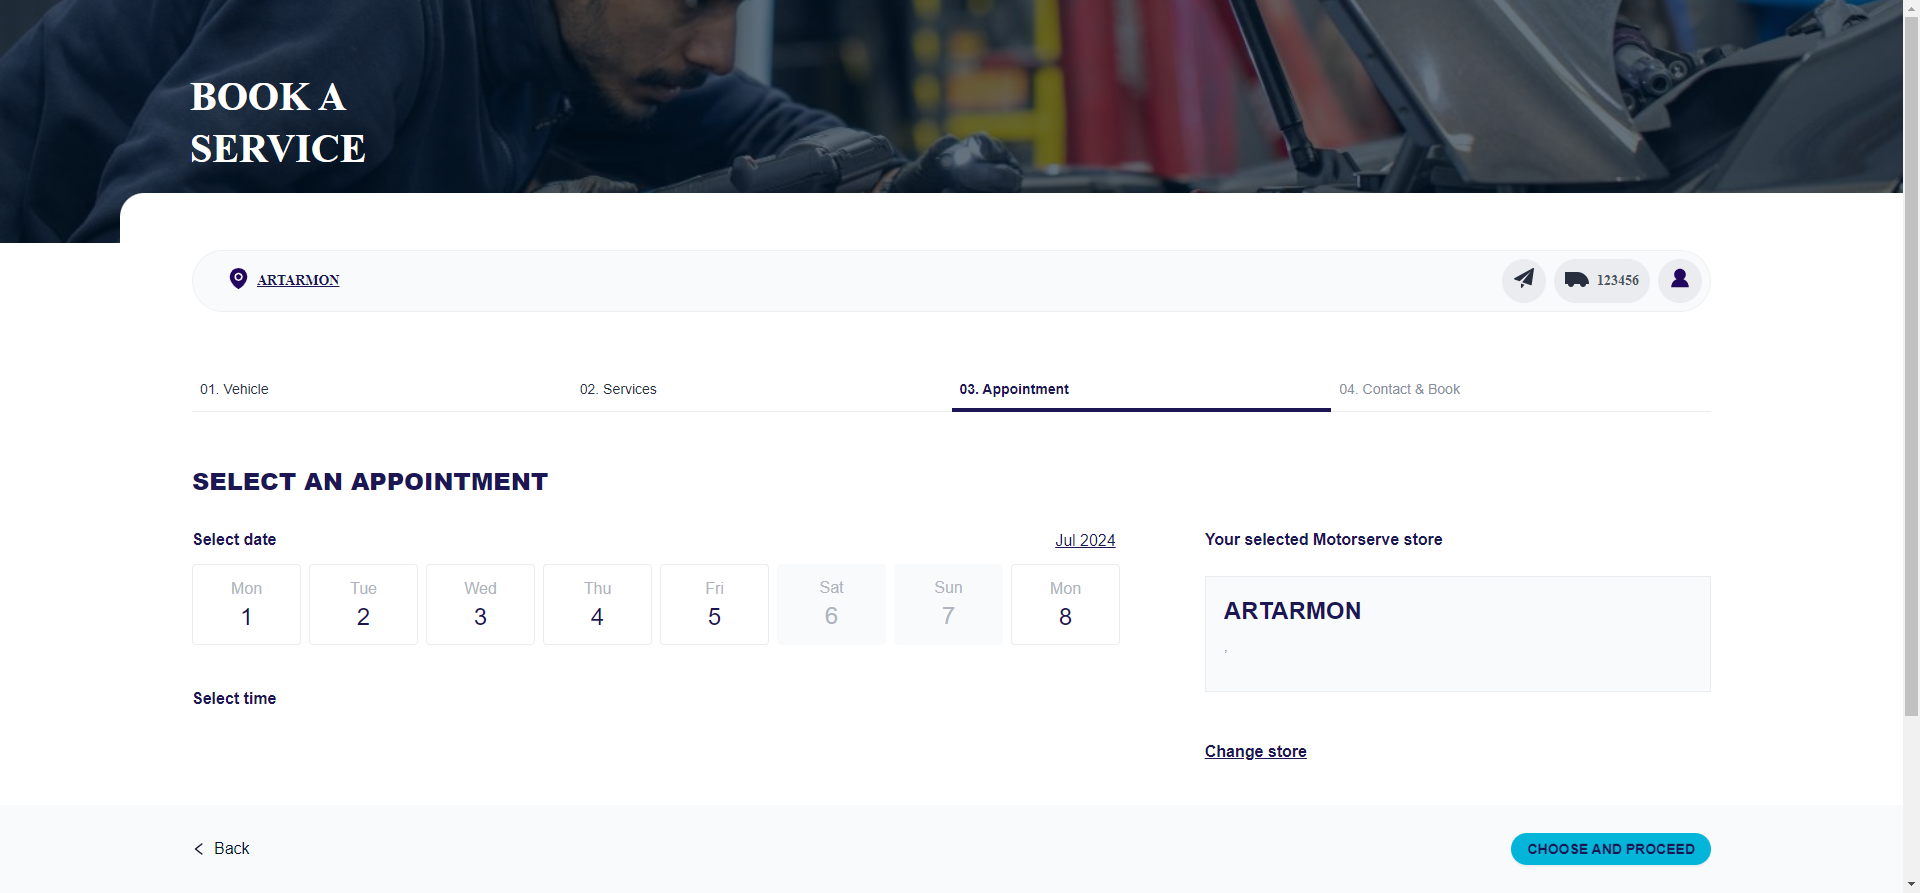 BOOK A
SERVICE
ARTARMON
123456
01. Vehicle
02. Services
03. Appointment
04. Contact & Book
SELECT AN APPOINTMENT
Select date
Jul 2024
Mon
1
Tue
2
Wed
3
Thu
4
Fri
5
Sat
6
Sun
7
Mon
8
Select time
Your selected Motorserve store
ARTARMON
,
Change store
Back
CHOOSE AND PROCEED